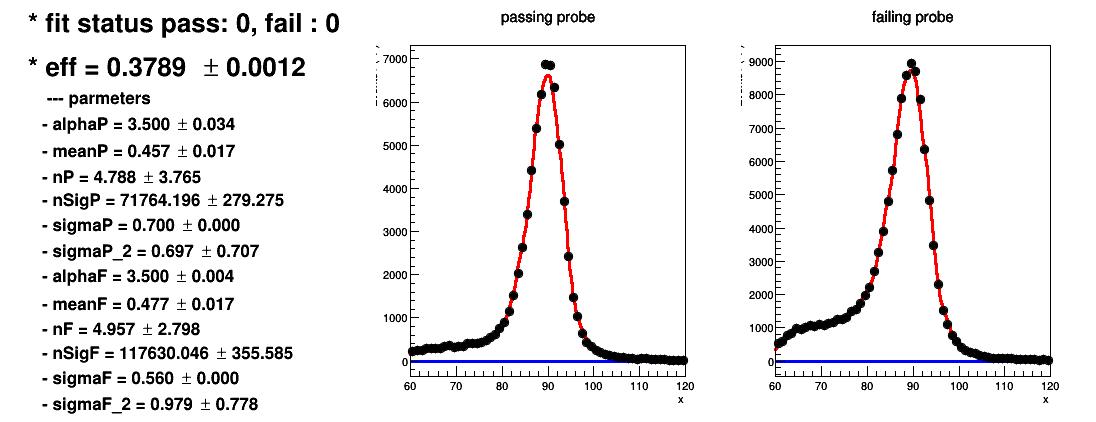 * fit status pass: 0, fail : 0
* eff = 0.3789 ± 0.0012
--- parmeters
- alphaP = 3.500 ± 0.034
- meanP = 0.457 ± 0.017
- nP = 4.788 ± 3.765
- nSigP = 71764.196 ± 279.275
- sigmaP = 0.700 ± 0.000
- sigmaP_2 = 0.697 ± 0.707
- alphaF = 3.500 ± 0.004
- meanF = 0.477 ± 0.017
- nF = 4.957 ± 2.798
- nSigF = 117630.046 ± 355.585
- sigmaF = 0.560 ± 0.000
- sigmaF_2 = 0.979 ± 0.778
passing probe
7000
6000
5000
4000
3000
2000
1000
0
60 70 80 90 100 110 120
x
failing probe
9000
8000
7000
6000
5000
4000
3000
2000
1000
0
60 70 80 90 100 110 120
x